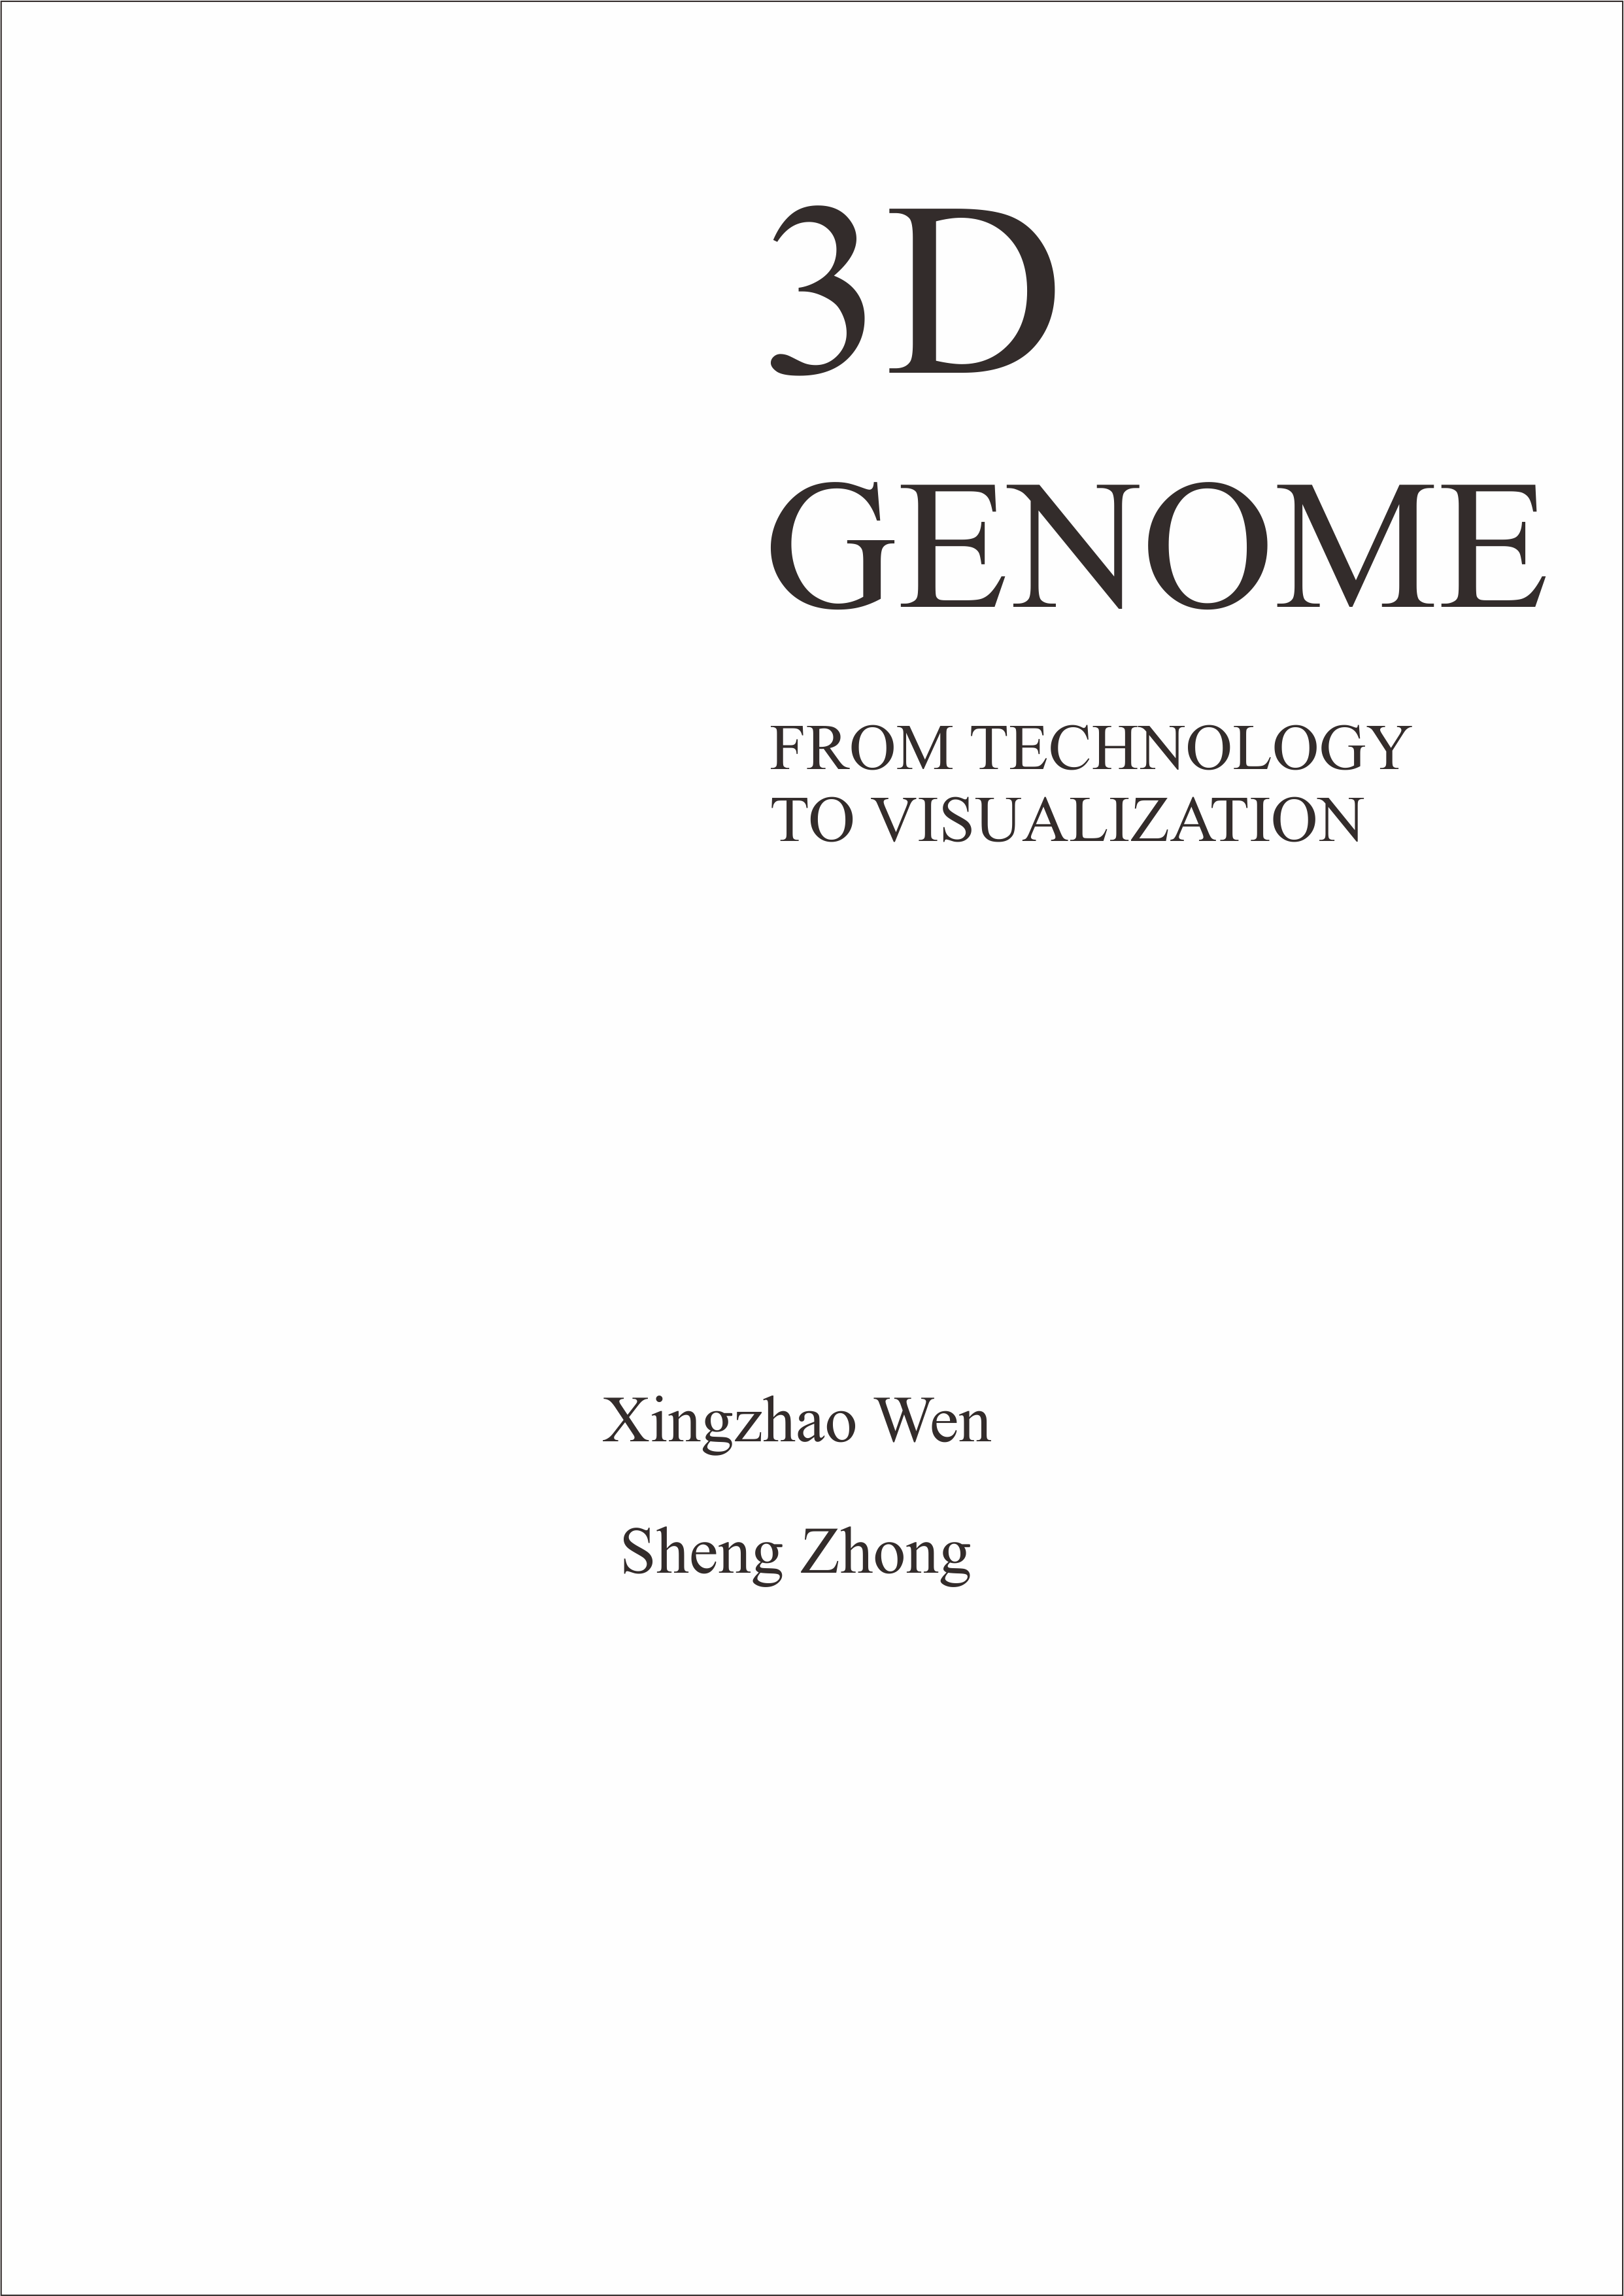 3D
GENOME
FROM TECHNOLOGY
TO VISUALIZATION
Xingzhao Wen
Sheng Zhong